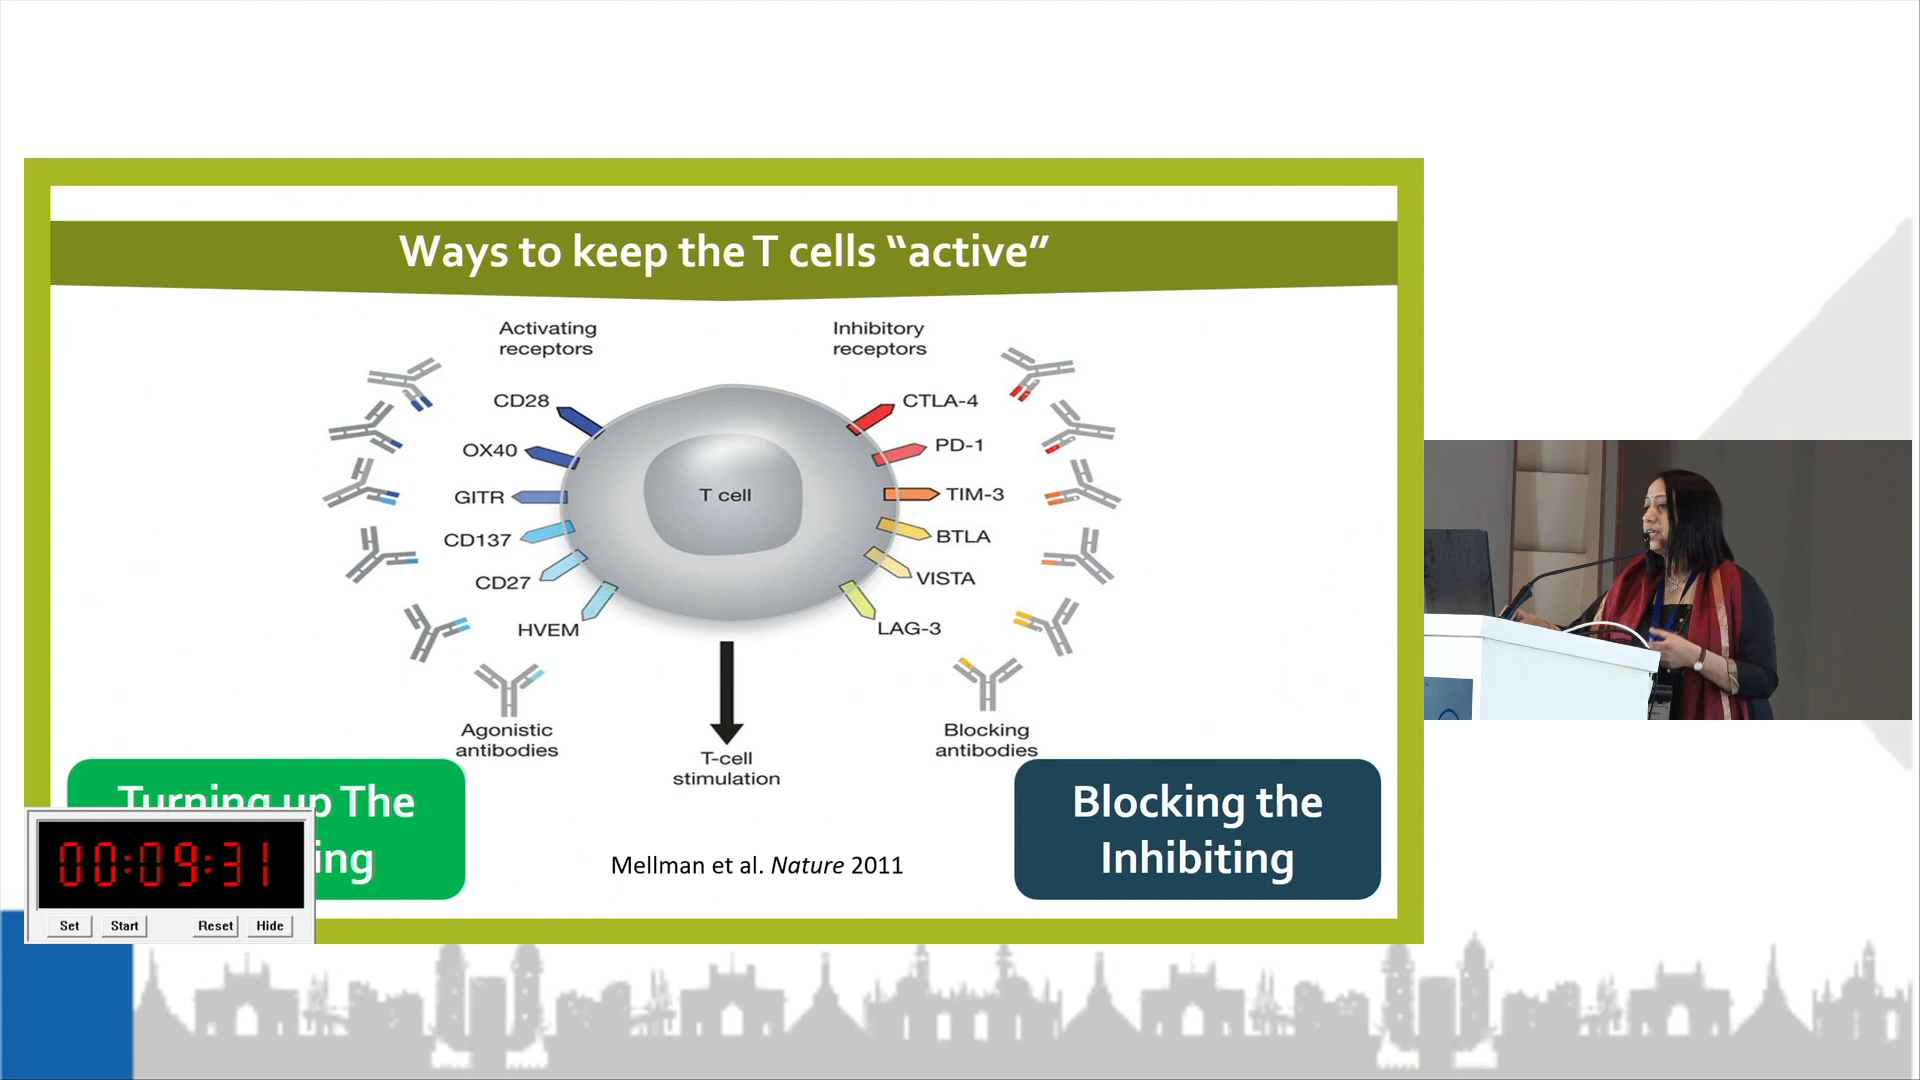 Ways to keep the T cells “active”
Activating
receptors
Inhibitory
receptors
CD28
OX40
GITR
CD137
CD27
HVEM
T cell
CTLA-4
PD-1
TIM-3
BTLA
VISTA
LAG-3
Agonistic
antibodies
T-cell
stimulation
Blocking
antibodies
Turning up The
ing
Blocking the
Inhibiting
Mellman et al. Nature 2011
00:09:31
Set
Start
Reset
Hide